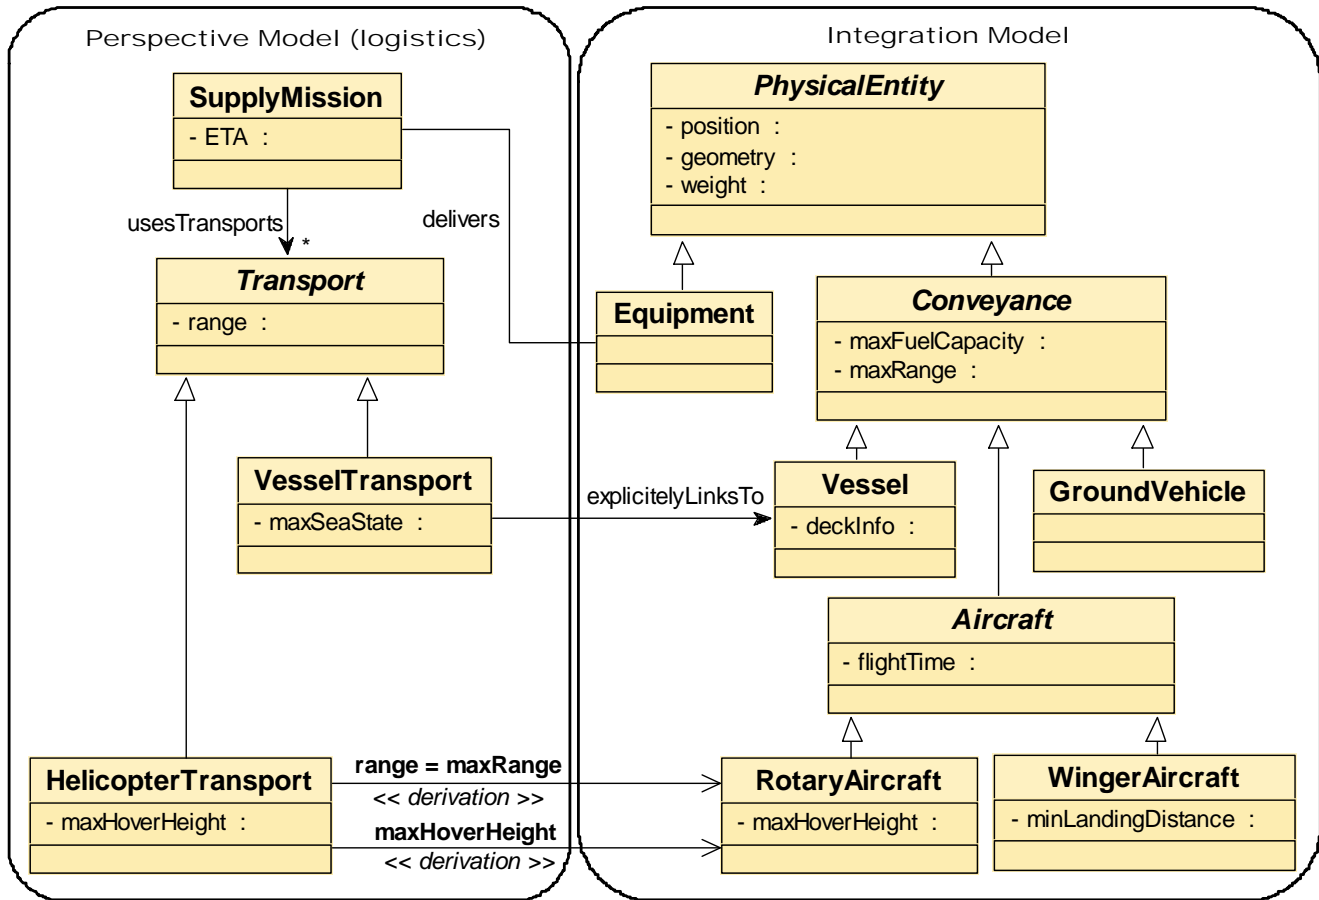 Perspective Model (logistics)
SupplyMission
- ETA :
usesTransports
*
delivers
Transport
- range :
VesselTransport
- maxSeaState :
explicitelyLinksTo
HelicopterTransport
- maxHoverHeight :
range = maxRange
<< derivation >>
maxHoverHeight
<< derivation >>
Integration Model
PhysicalEntity
- position :
- geometry :
- weight :
Equipment
Conveyance
- maxFuelCapacity :
- maxRange :
Vessel
- deckInfo :
GroundVehicle
Aircraft
- flightTime :
RotaryAircraft
- maxHoverHeight :
WingerAircraft
- minLandingDistance :